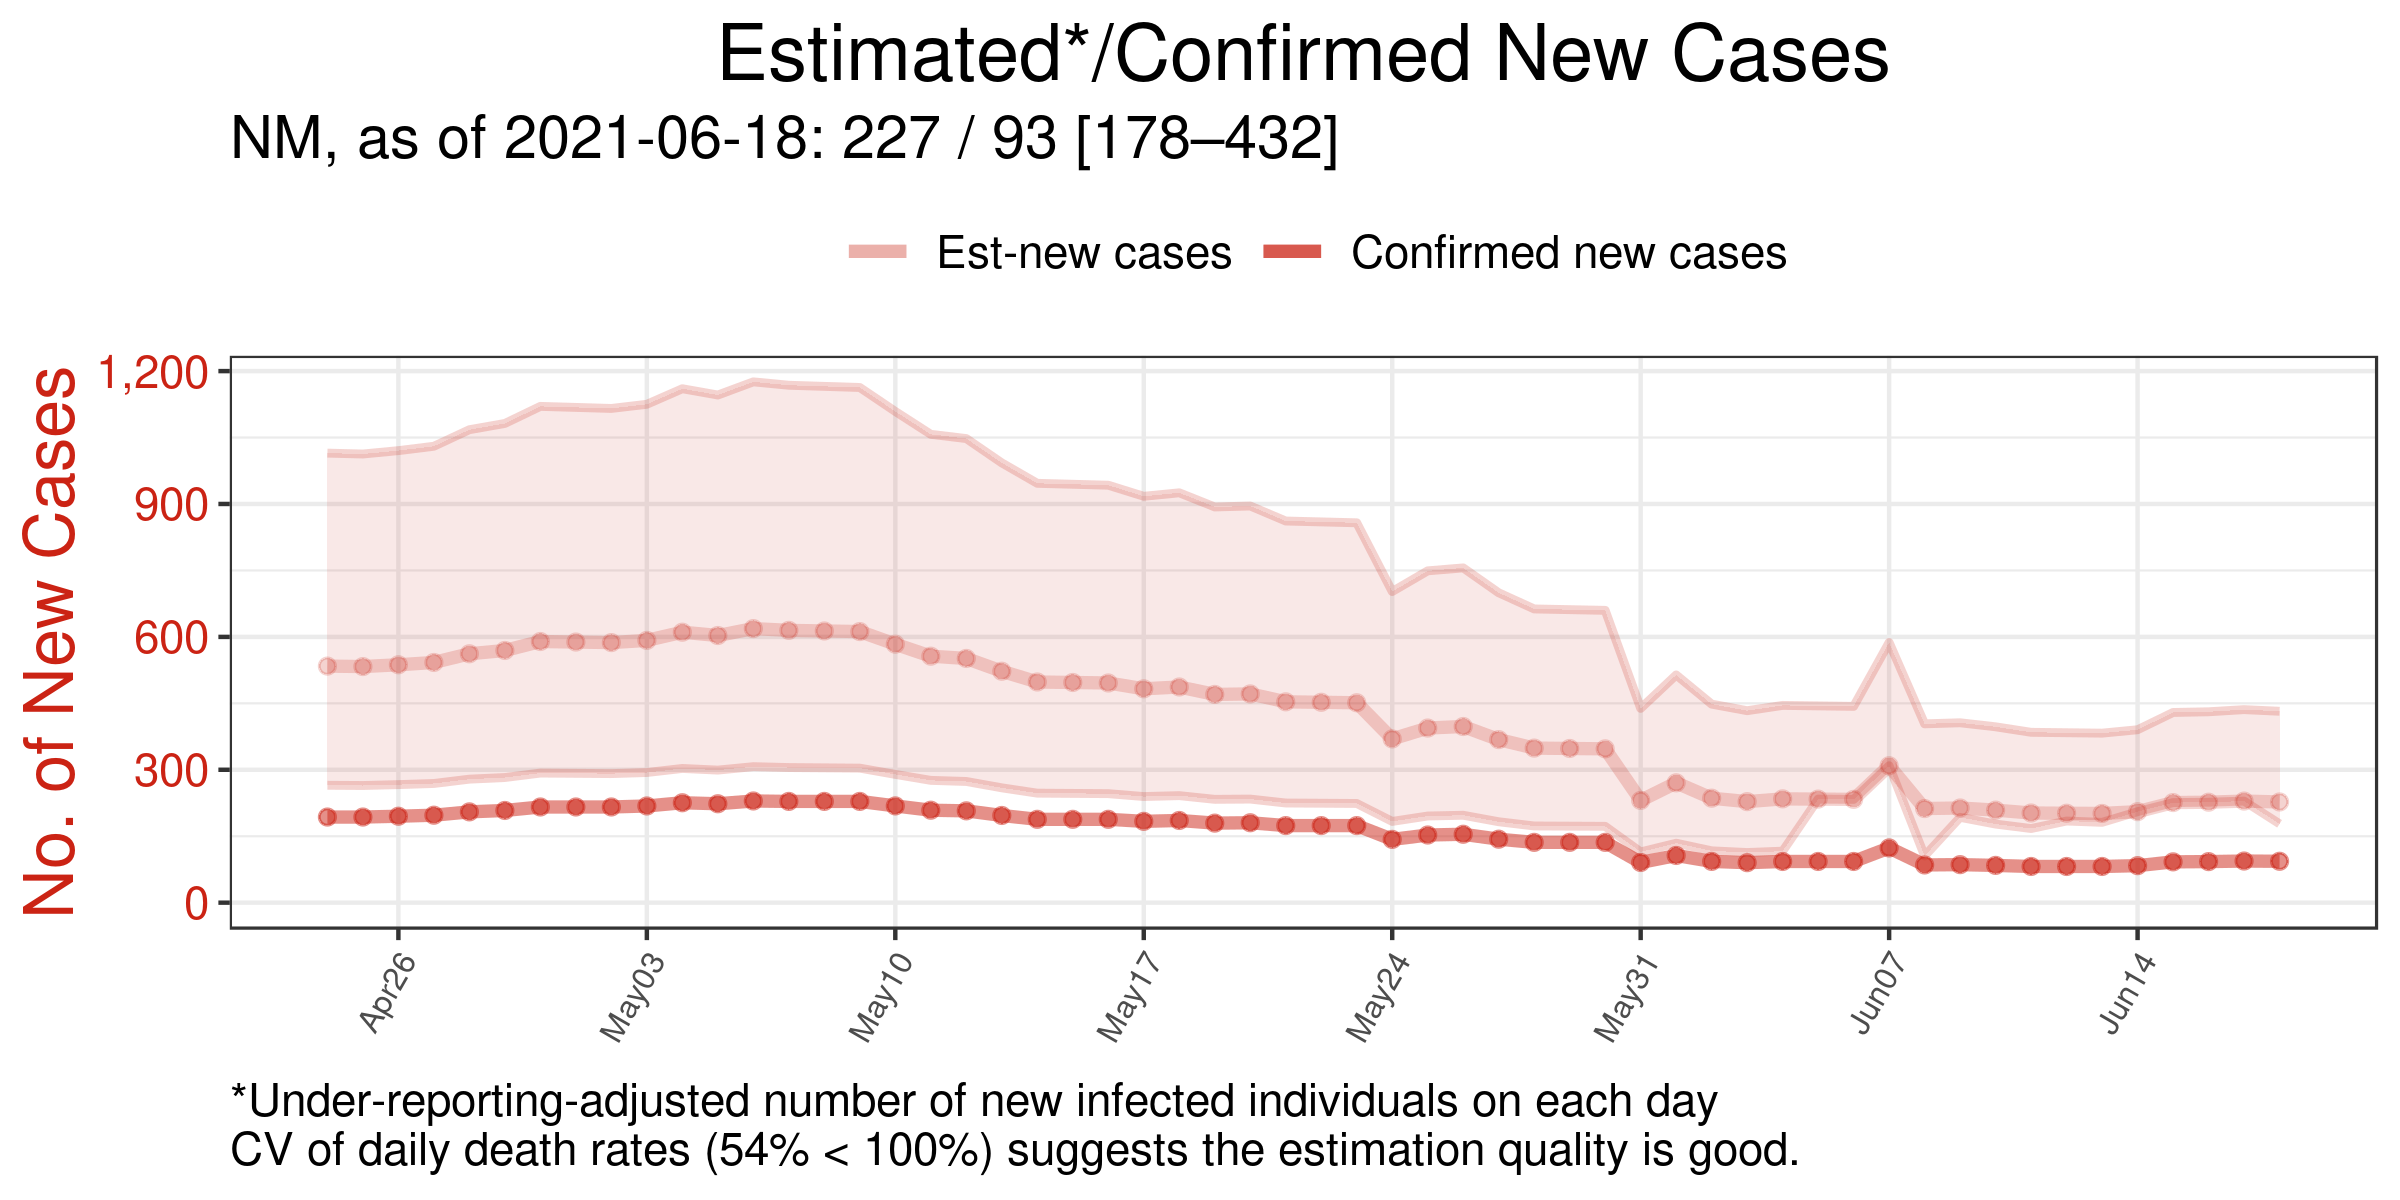 Estimated*/Confirmed New Cases
NM, as of 2021-06-18: 227 / 93 [178–432]
Est-new cases Confirmed new cases
No. of New Cases
1,200
900
600
300
0
Apr26 May03 May10 May17 May24 May31 Jun07 Jun14
*Under-reporting-adjusted number of new infected individuals on each day
CV of daily death rates (54% < 100%) suggests the estimation quality is good.